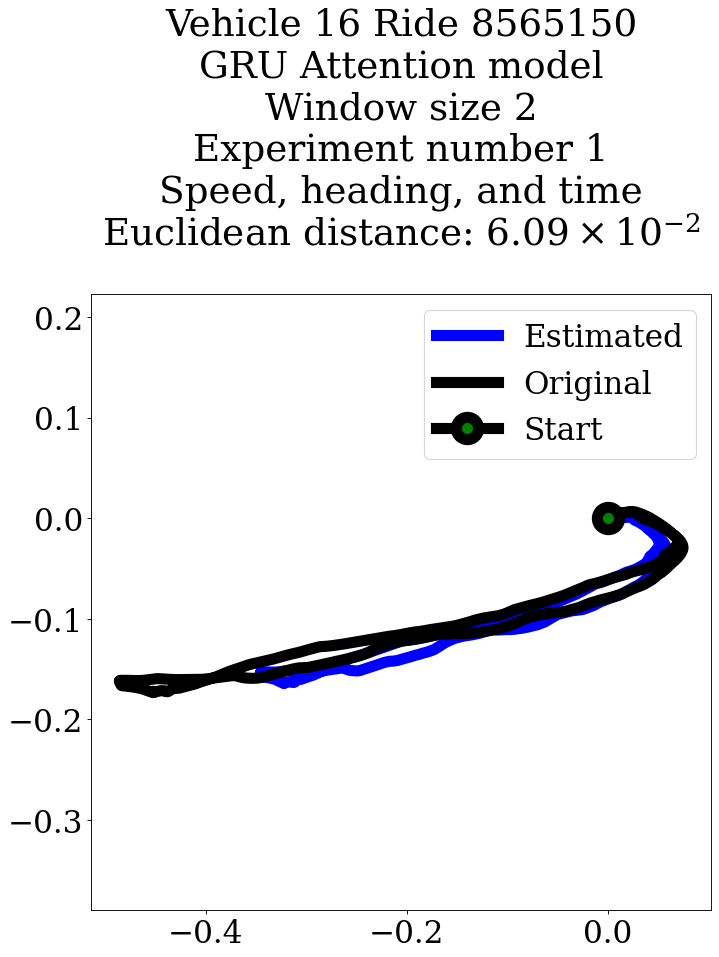 Vehicle 16 Ride 8565150
GRU Attention model
Window size 2
Experiment number 1
Speed, heading, and time
Euclidean distance: 6.09 × 10⁻²
Estimated
Original
Start
0.2
0.1
0.0
−0.1
−0.2
−0.3
−0.4
−0.2
0.0